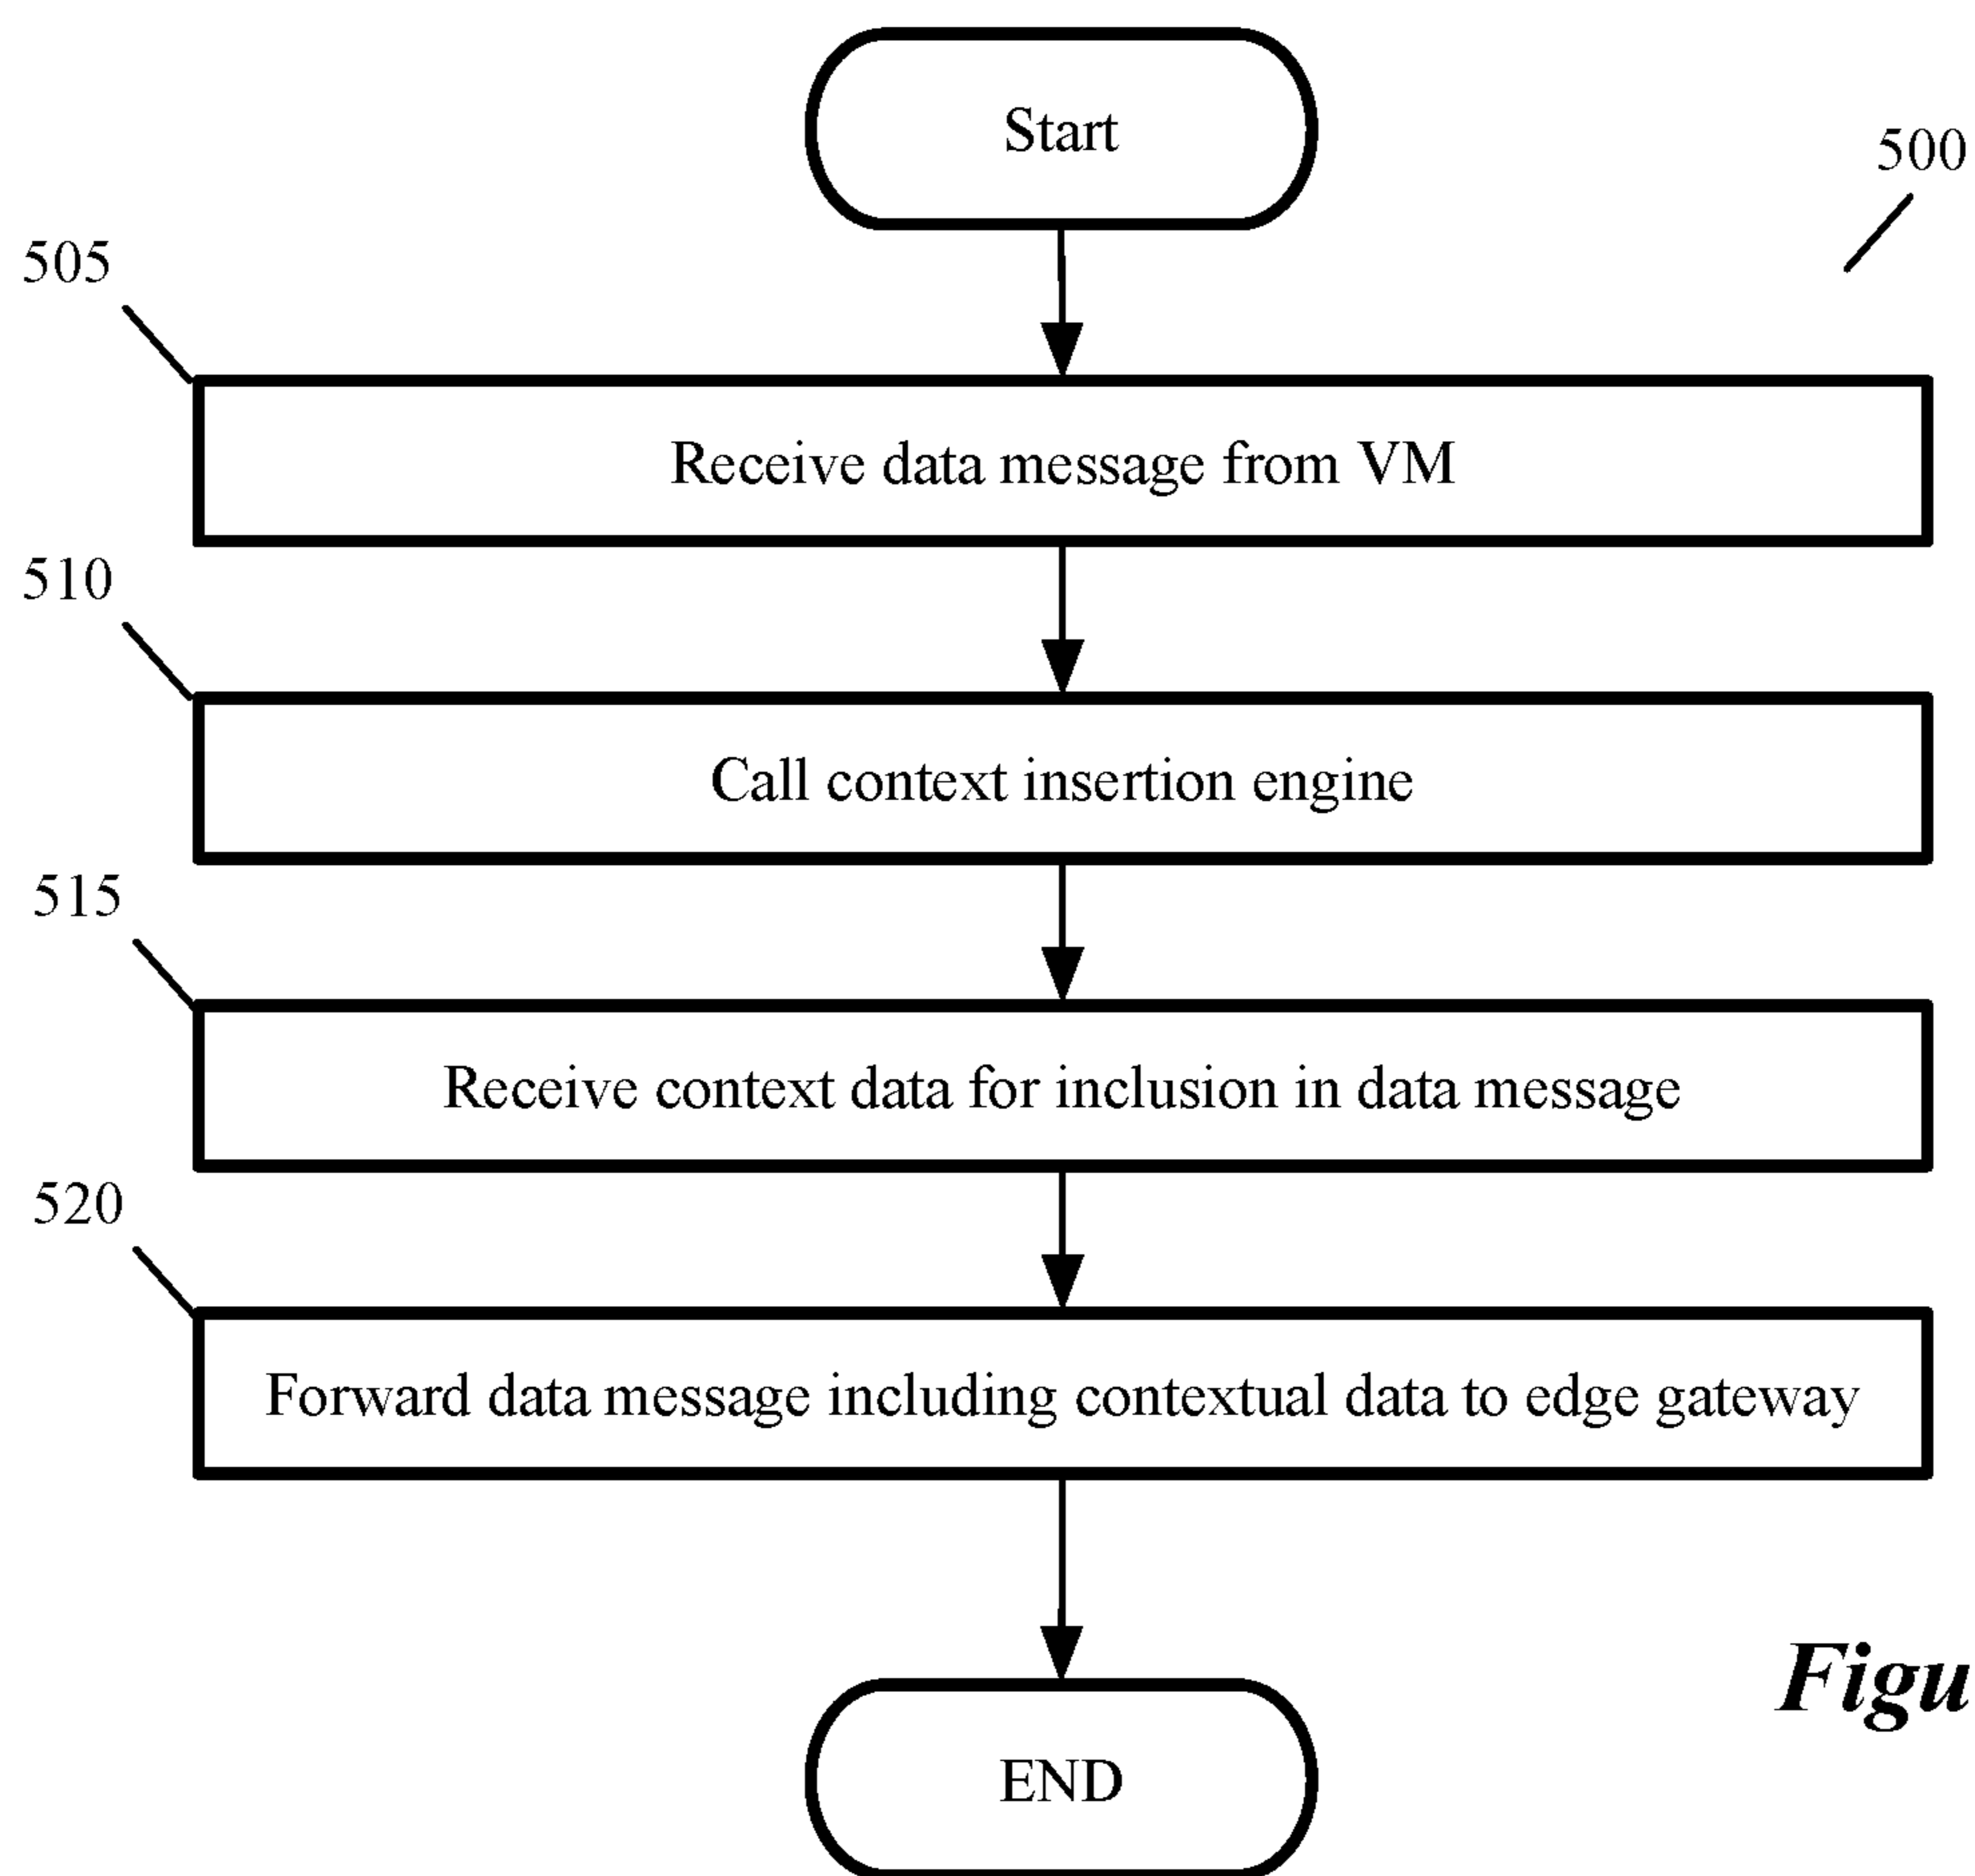 Start
500
505
Receive data message from VM
510
Call context insertion engine
515
Receive context data for inclusion in data message
520
Forward data message including contextual data to edge gateway
Figu
END